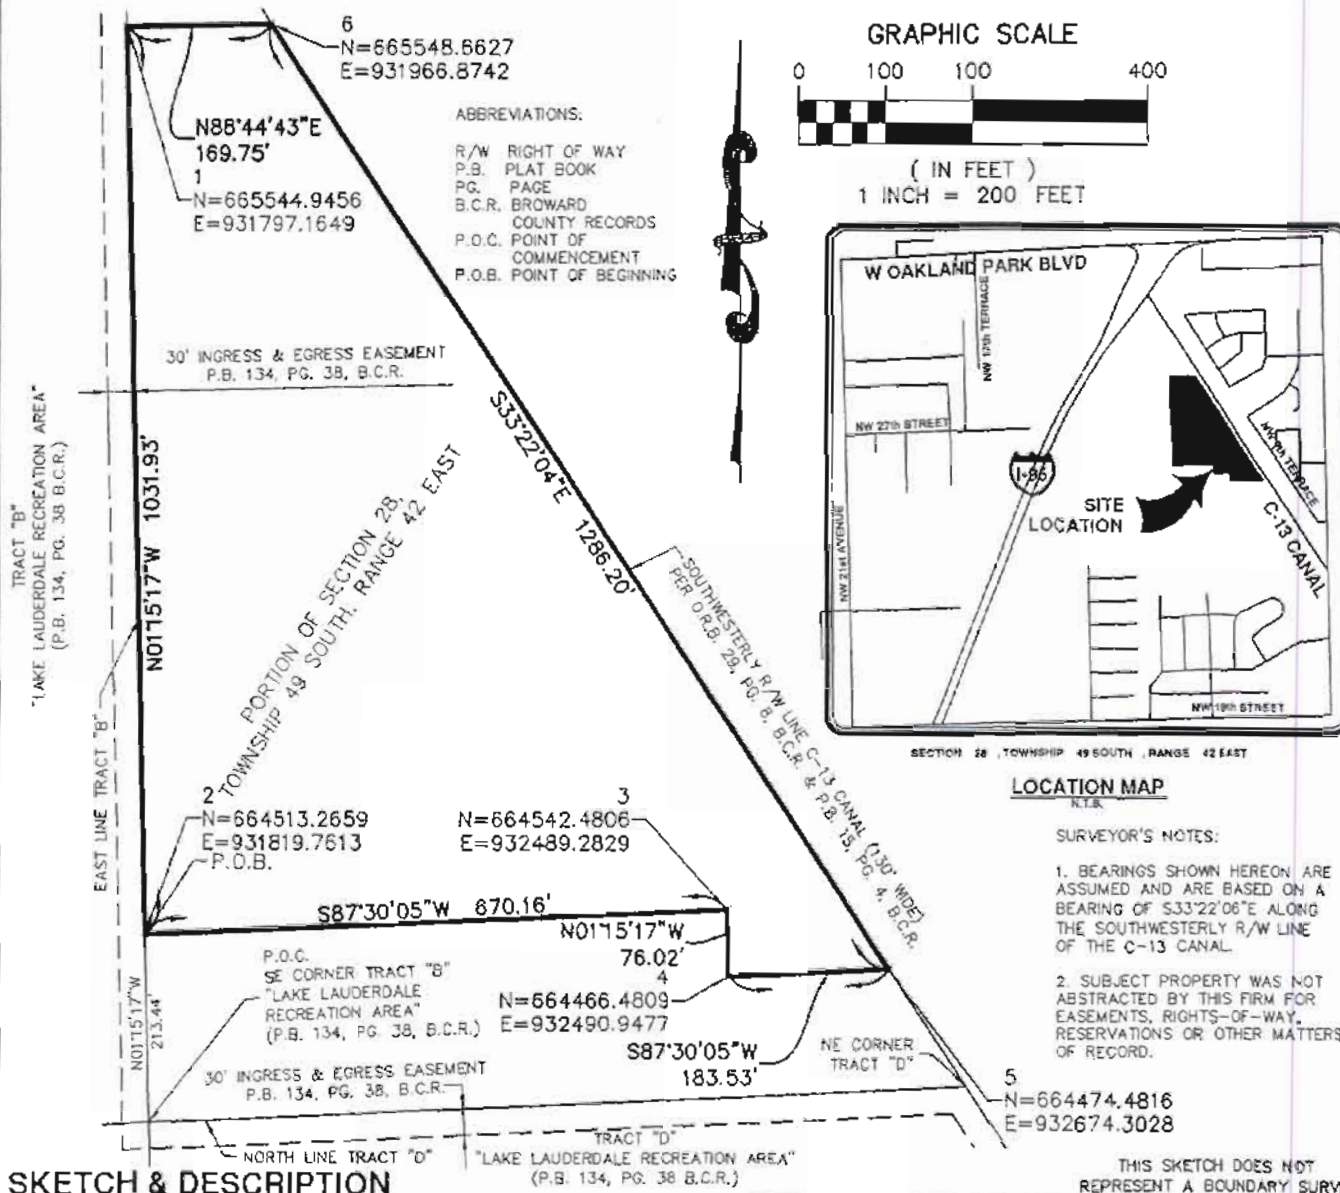 6
N=665548.6627
E=931966.8742
N88°44'43"E
169.75'
1
N=665544.9456
E=931797.1649
ABBREVIATIONS:
R/W RIGHT OF WAY
P.B. PLAT BOOK
PG. PAGE
B.C.R. BROWARD
COUNTY RECORDS
P.O.C. POINT OF
COMMENCEMENT
P.O.B. POINT OF BEGINNING
GRAPHIC SCALE
0 100 100 400
( IN FEET )
1 INCH = 200 FEET
W OAKLAND PARK BLVD
NW 17th TERRACE
NW 27th STREET
I-95
NW 21st AVENUE
SITE
LOCATION
NW 9th TERRACE
C-13 CANAL
NW 19th STREET
SECTION 28 , TOWNSHIP 49 SOUTH , RANGE 42 EAST
LOCATION MAP
N.T.S.
SURVEYOR'S NOTES:
1. BEARINGS SHOWN HEREON ARE
ASSUMED AND ARE BASED ON A
BEARING OF S33°22'06"E ALONG
THE SOUTHWESTERLY R/W LINE
OF THE C-13 CANAL.
2. SUBJECT PROPERTY WAS NOT
ABSTRACTED BY THIS FIRM FOR
EASEMENTS, RIGHTS-OF-WAY,
RESERVATIONS OR OTHER MATTERS
OF RECORD.
30' INGRESS & EGRESS EASEMENT
P.B. 134, PG. 38, B.C.R.
TRACT "B"
"LAKE LAUDERDALE RECREATION AREA"
(P.B. 134, PG. 38 B.C.R.)
N01°15'17"W 1031.93'
EAST LINE TRACT "B"
PORTION OF SECTION 28,
TOWNSHIP 49 SOUTH, RANGE 42 EAST
S33°22'04"E 1286.20'
SOUTHWESTERLY R/W LINE C-13 CANAL (130' WIDE)
PER O.R.B. 29, PG. 8, B.C.R. & P.B. 15, PG. 4, B.C.R.
2
N=664513.2659
E=931819.7613
P.O.B.
3
N=664542.4806
E=932489.2829
S87°30'05"W 670.16'
N01°15'17"W
76.02'
4
N=664466.4809
E=932490.9477
S87°30'05"W
183.53'
P.O.C.
SE CORNER TRACT "B"
"LAKE LAUDERDALE
RECREATION AREA"
(P.B. 134, PG. 38, B.C.R.)
N01°15'17"W
213.44'
30' INGRESS & EGRESS EASEMENT
P.B. 134, PG. 38, B.C.R.
NE CORNER
TRACT "D"
5
N=664474.4816
E=932674.3028
NORTH LINE TRACT "D"
TRACT "D"
"LAKE LAUDERDALE RECREATION AREA"
(P.B. 134, PG. 38 B.C.R.)
SKETCH & DESCRIPTION
THIS SKETCH DOES NOT
REPRESENT A BOUNDARY SURV